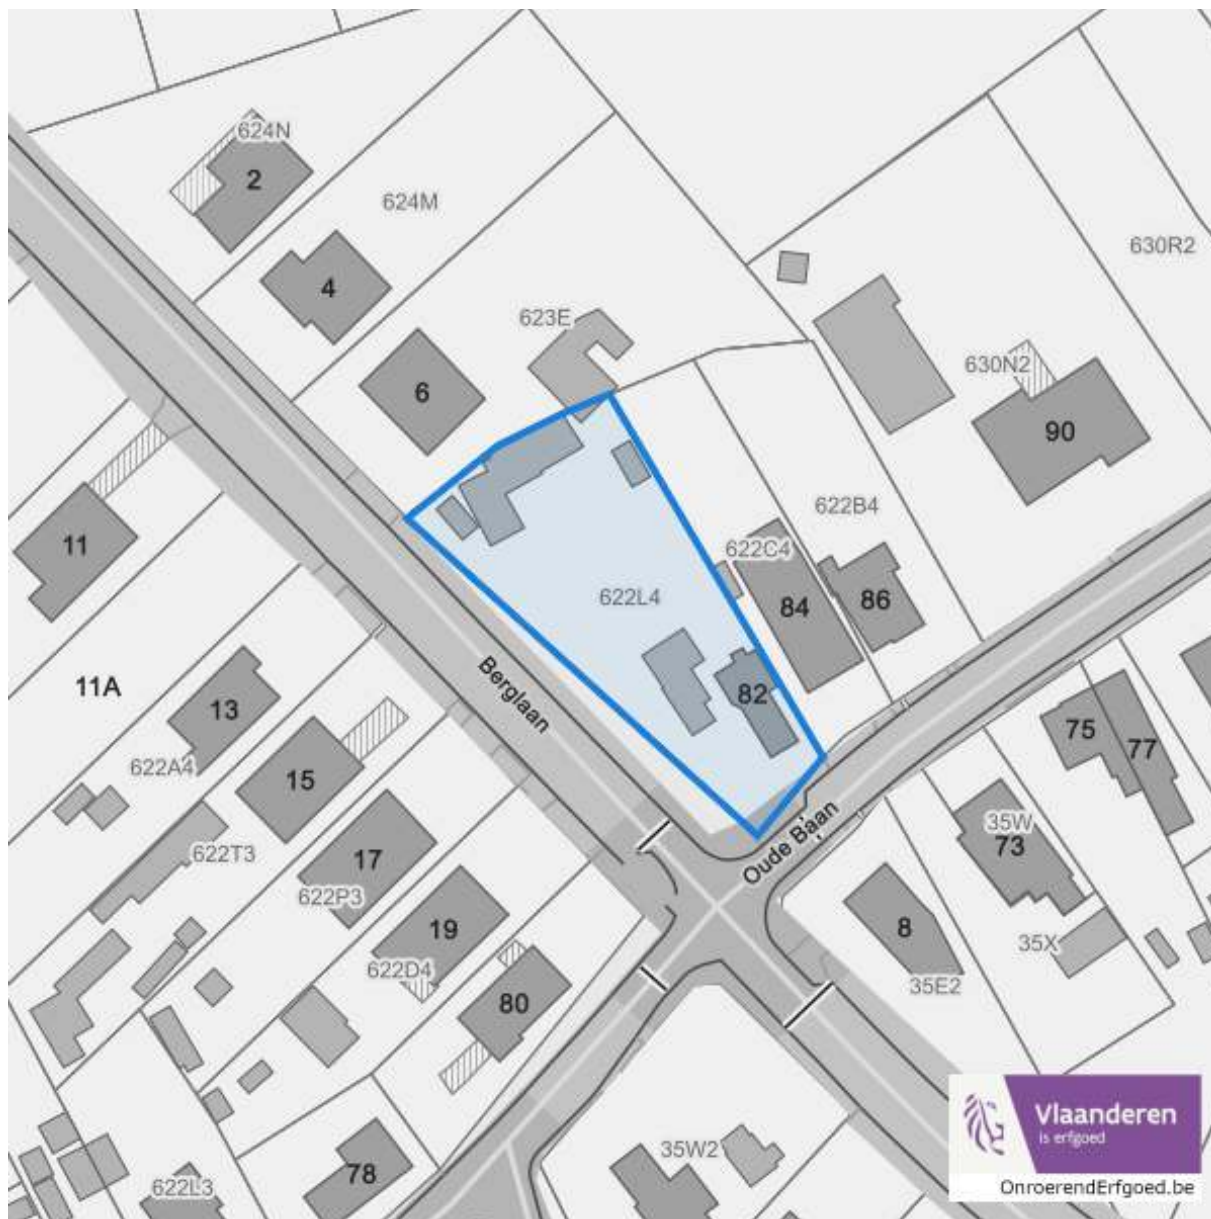 624N
2
624M
630R2
4
623E
630N2
6
90
622B4
11
622C4
622L4
84
86
11A
Berglaan
82
13
75
77
622A4
15
Oude Baan
35W
73
622T3
17
622P3
19
8
35X
622D4
35E2
80
Vlaanderen
is erfgoed
35W2
78
622L3
OnroerendErfgoed.be